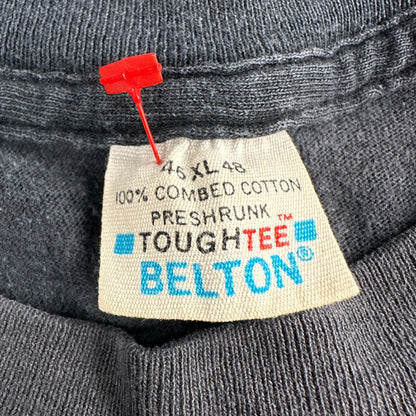 46 XL 48
100% COMBED COTTON
PRESHRUNK
TOUGHTEE™
BELTON®